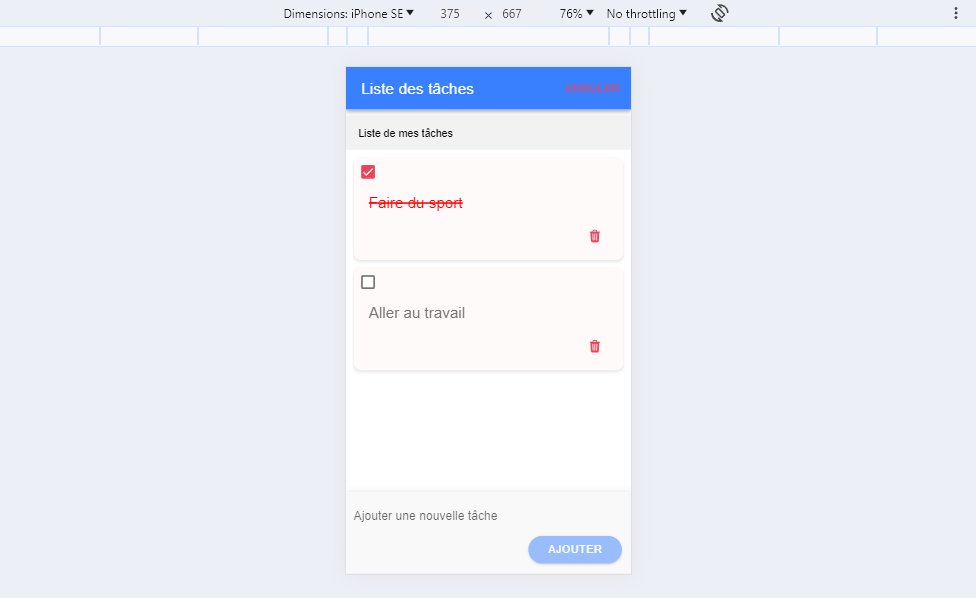 Dimensions: iPhone SE 375 × 667 76% No throttling
Liste des tâches ANNULER
Liste de mes tâches
Faire du sport
Aller au travail
Ajouter une nouvelle tâche
AJOUTER